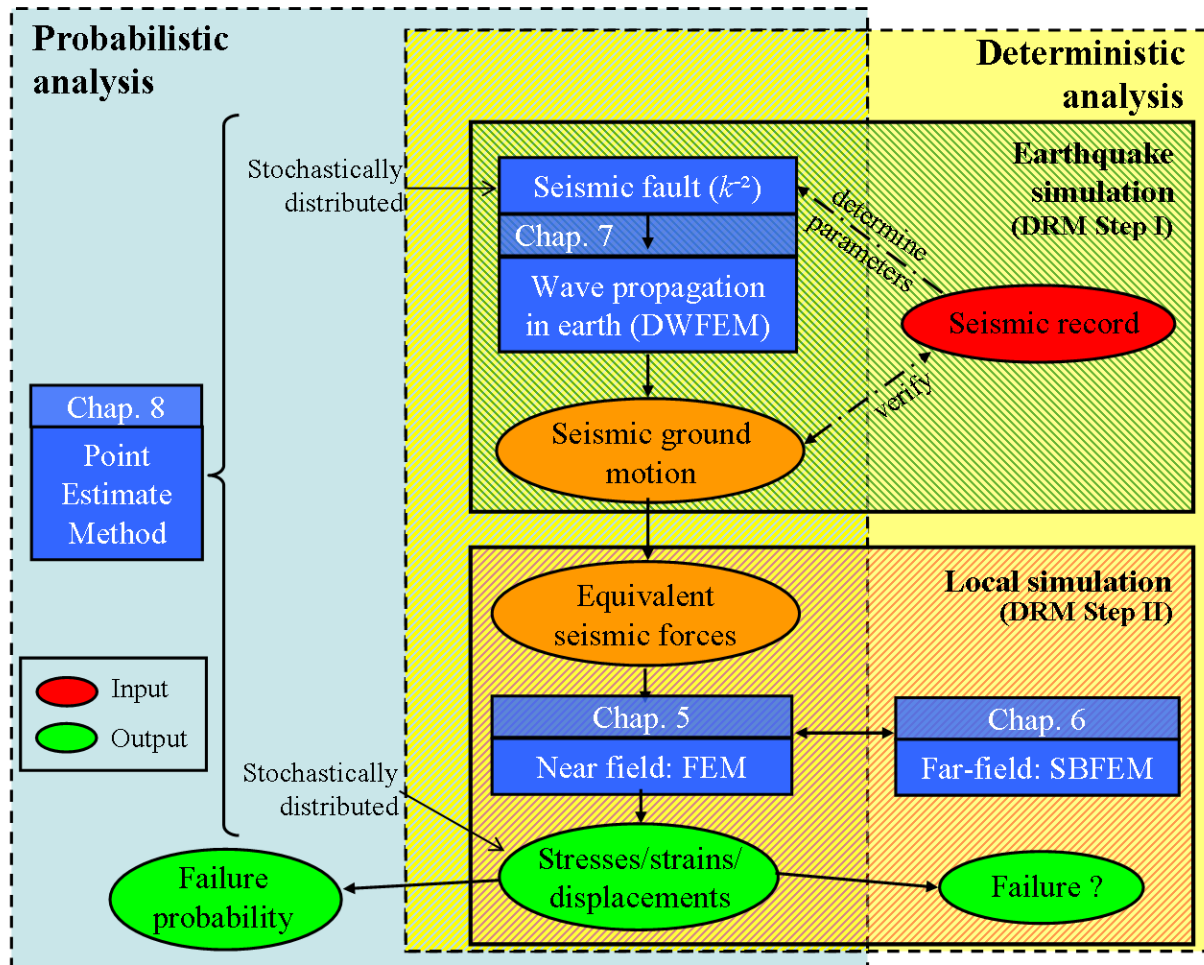 Probabilistic
analysis
Deterministic
analysis
Stochastically
distributed
Earthquake
simulation
(DRM Step I)
Seismic fault (k⁻²)
Chap. 7
Wave propagation
in earth (DWFEM)
determine
parameters
Seismic record
verify
Seismic ground
motion
Chap. 8
Point
Estimate
Method
Local simulation
(DRM Step II)
Equivalent
seismic forces
Input
Output
Chap. 5
Near field: FEM
Chap. 6
Far-field: SBFEM
Stochastically
distributed
Stresses/strains/
displacements
Failure
probability
Failure ?